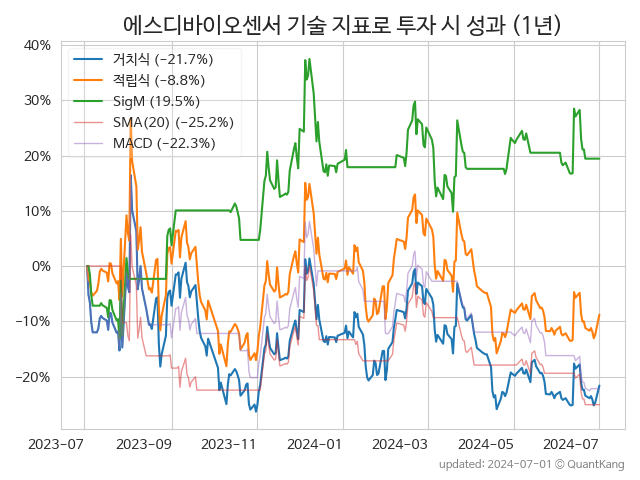 에스디바이오센서 기술 지표로 투자 시 성과 (1년)
40%
30%
20%
10%
0%
−10%
−20%
거치식 (−21.7%)
적립식 (−8.8%)
SigM (19.5%)
SMA(20) (−25.2%)
MACD (−22.3%)
2023-07 2023-09 2023-11 2024-01 2024-03 2024-05 2024-07
updated: 2024-07-01 © QuantKang